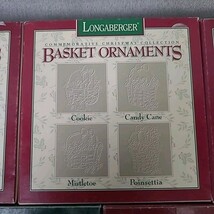 LONGABERGER
COMMEMORATIVE CHRISTMAS COLLECTION
BASKET ORNAMENTS
Cookie Candy Cane
Mistletoe Poinsettia